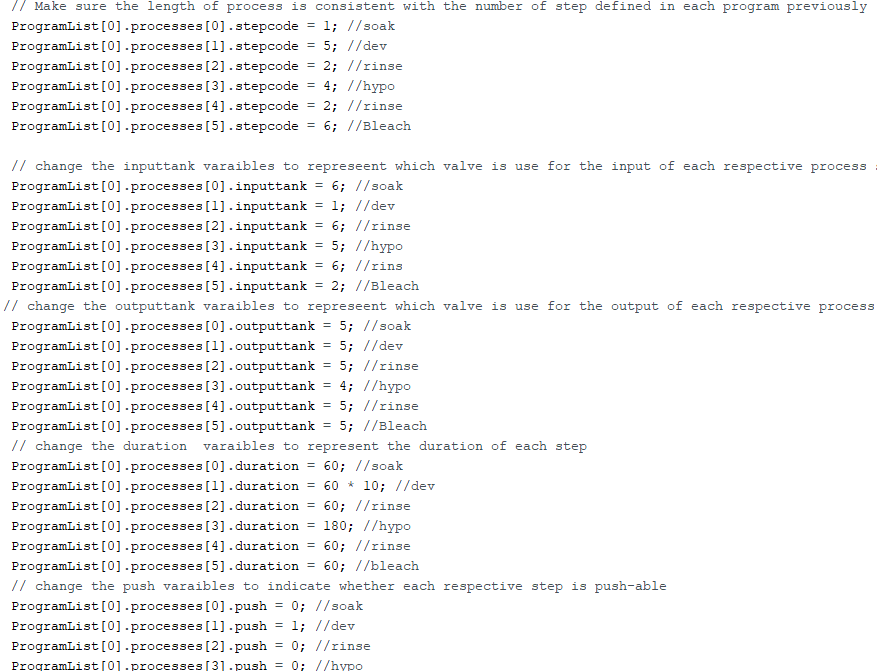 // Make sure the length of process is consistent with the number of step defined in each program previously
ProgramList[0].processes[0].stepcode = 1; //soak
ProgramList[0].processes[1].stepcode = 5; //dev
ProgramList[0].processes[2].stepcode = 2; //rinse
ProgramList[0].processes[3].stepcode = 4; //hypo
ProgramList[0].processes[4].stepcode = 2; //rinse
ProgramList[0].processes[5].stepcode = 6; //Bleach

// change the inputtank varaibles to represeent which valve is use for the input of each respective process
ProgramList[0].processes[0].inputtank = 6; //soak
ProgramList[0].processes[1].inputtank = 1; //dev
ProgramList[0].processes[2].inputtank = 6; //rinse
ProgramList[0].processes[3].inputtank = 5; //hypo
ProgramList[0].processes[4].inputtank = 6; //rins
ProgramList[0].processes[5].inputtank = 2; //Bleach
// change the outputtank varaibles to represeent which valve is use for the output of each respective process
ProgramList[0].processes[0].outputtank = 5; //soak
ProgramList[0].processes[1].outputtank = 5; //dev
ProgramList[0].processes[2].outputtank = 5; //rinse
ProgramList[0].processes[3].outputtank = 4; //hypo
ProgramList[0].processes[4].outputtank = 5; //rinse
ProgramList[0].processes[5].outputtank = 5; //Bleach
// change the duration  varaibles to represent the duration of each step
ProgramList[0].processes[0].duration = 60; //soak
ProgramList[0].processes[1].duration = 60 * 10; //dev
ProgramList[0].processes[2].duration = 60; //rinse
ProgramList[0].processes[3].duration = 180; //hypo
ProgramList[0].processes[4].duration = 60; //rinse
ProgramList[0].processes[5].duration = 60; //bleach
// change the push varaibles to indicate whether each respective step is push-able
ProgramList[0].processes[0].push = 0; //soak
ProgramList[0].processes[1].push = 1; //dev
ProgramList[0].processes[2].push = 0; //rinse
ProgramList[0].processes[3].push = 0; //hypo